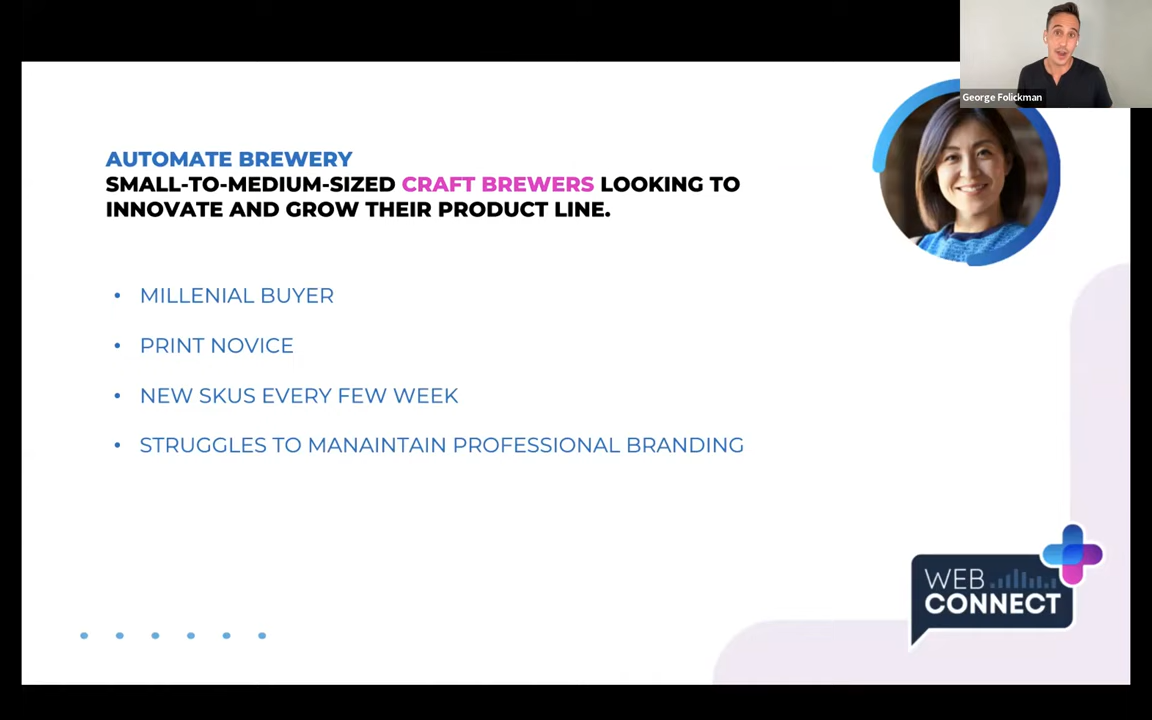 George Folickman
AUTOMATE BREWERY
SMALL-TO-MEDIUM-SIZED CRAFT BREWERS LOOKING TO
INNOVATE AND GROW THEIR PRODUCT LINE.
• MILLENIAL BUYER
• PRINT NOVICE
• NEW SKUS EVERY FEW WEEK
• STRUGGLES TO MANAINTAIN PROFESSIONAL BRANDING
WEB
CONNECT